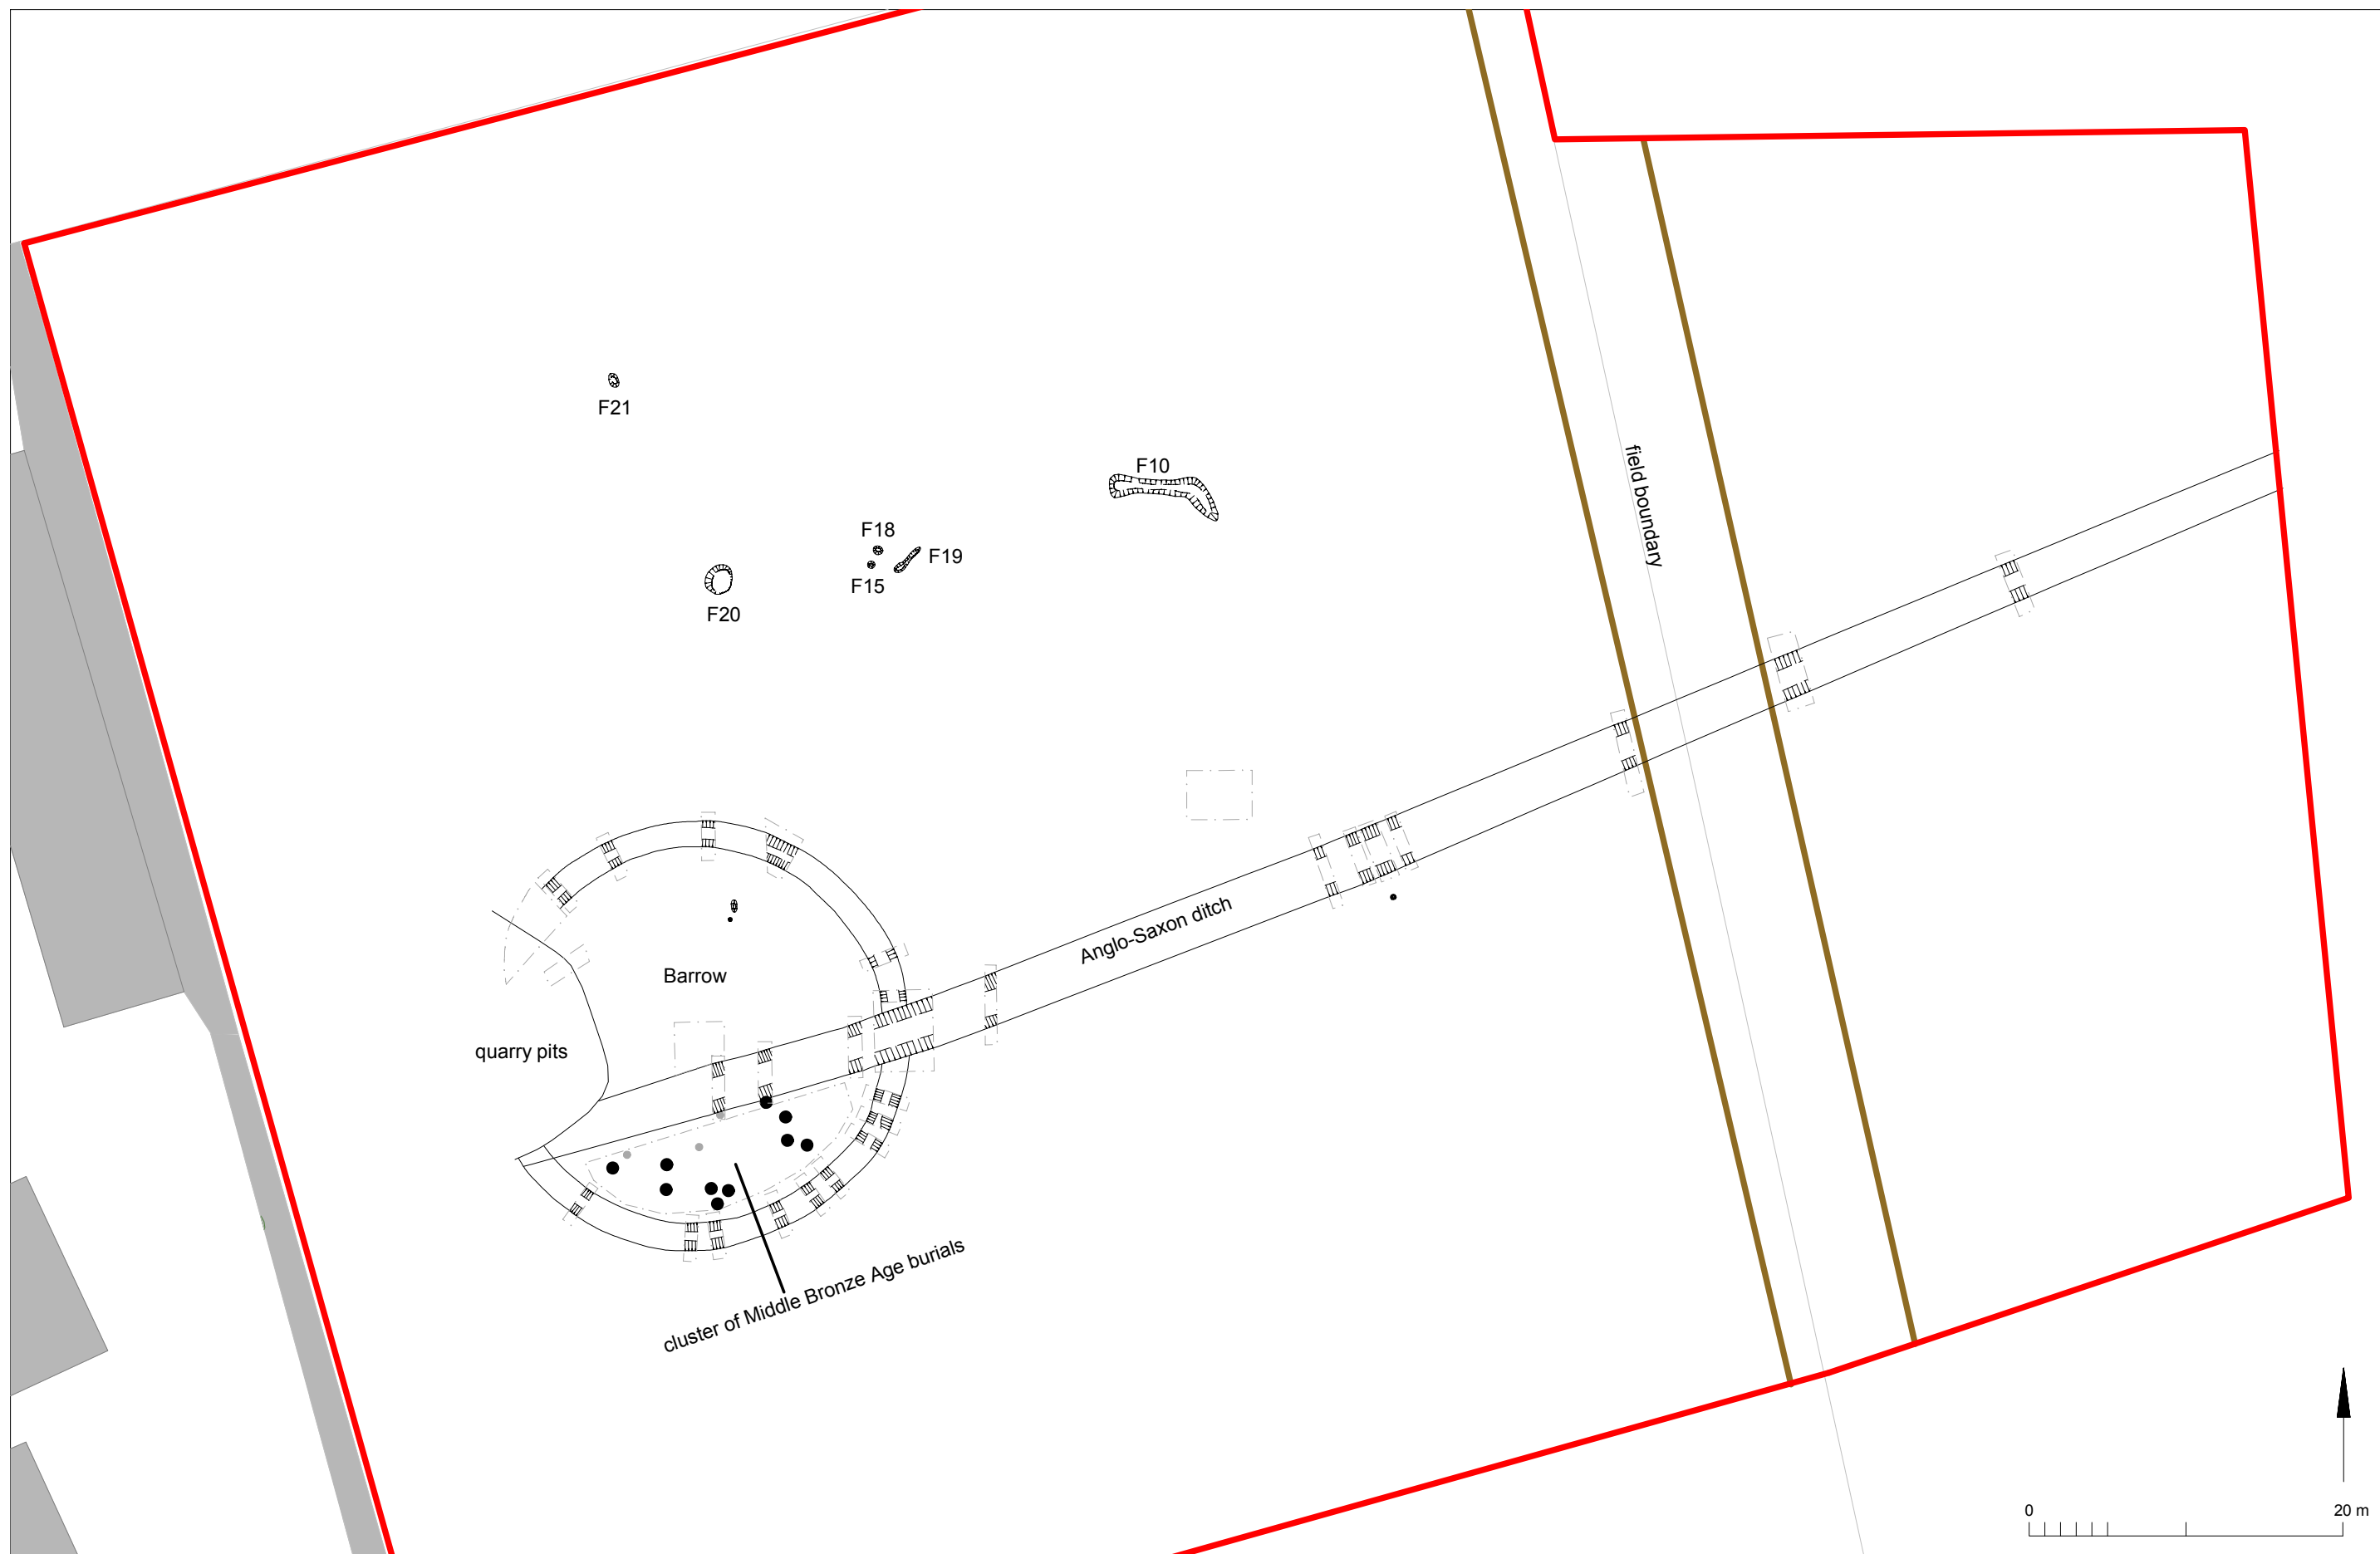 F21
F10
field boundary
F18
F19
F15
F20
Anglo-Saxon ditch
Barrow
quarry pits
cluster of Middle Bronze Age burials
0
20 m